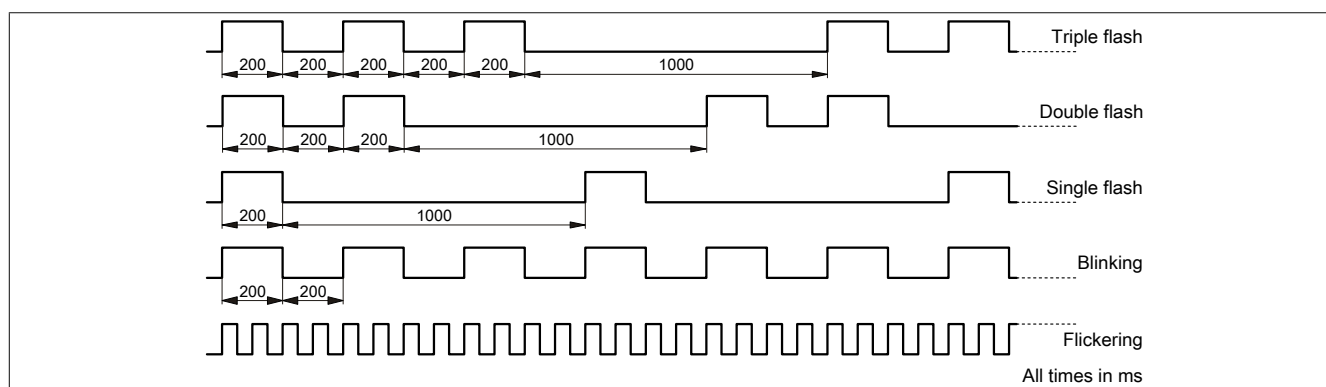 Triple flash
200 200 200 200 200 1000
Double flash
200 200 200 1000
Single flash
200 1000
Blinking
200 200
Flickering
All times in ms